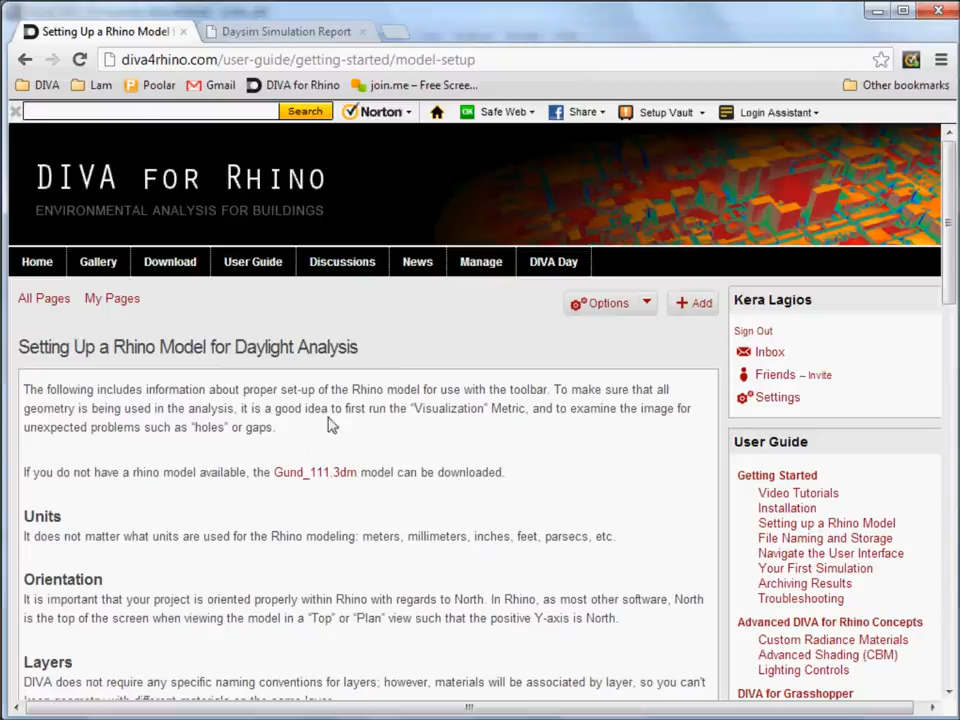 Setting Up a Rhino Model
Daysim Simulation Report
diva4rhino.com/user-guide/getting-started/model-setup
DIVA Lam Poolar Gmail DIVA for Rhino join.me – Free Scree... Other bookmarks
Search Norton Safe Web Share Setup Vault Login Assistant
DIVA FOR RHINO
ENVIRONMENTAL ANALYSIS FOR BUILDINGS
Home Gallery Download User Guide Discussions News Manage DIVA Day
All Pages My Pages
Options Add
Setting Up a Rhino Model for Daylight Analysis
The following includes information about proper set-up of the Rhino model for use with the toolbar. To make sure that all
geometry is being used in the analysis, it is a good idea to first run the “Visualization” Metric, and to examine the image for
unexpected problems such as “holes” or gaps.
If you do not have a rhino model available, the Gund_111.3dm model can be downloaded.
Units
It does not matter what units are used for the Rhino modeling: meters, millimeters, inches, feet, parsecs, etc.
Orientation
It is important that your project is oriented properly within Rhino with regards to North. In Rhino, as most other software, North
is the top of the screen when viewing the model in a “Top” or “Plan” view such that the positive Y-axis is North.
Layers
DIVA does not require any specific naming conventions for layers; however, materials will be associated by layer, so you can't
keep geometry with different materials on the same layer.
Kera Lagios
Sign Out
Inbox
Friends – Invite
Settings
User Guide
Getting Started
Video Tutorials
Installation
Setting up a Rhino Model
File Naming and Storage
Navigate the User Interface
Your First Simulation
Archiving Results
Troubleshooting
Advanced DIVA for Rhino Concepts
Custom Radiance Materials
Advanced Shading (CBM)
Lighting Controls
DIVA for Grasshopper